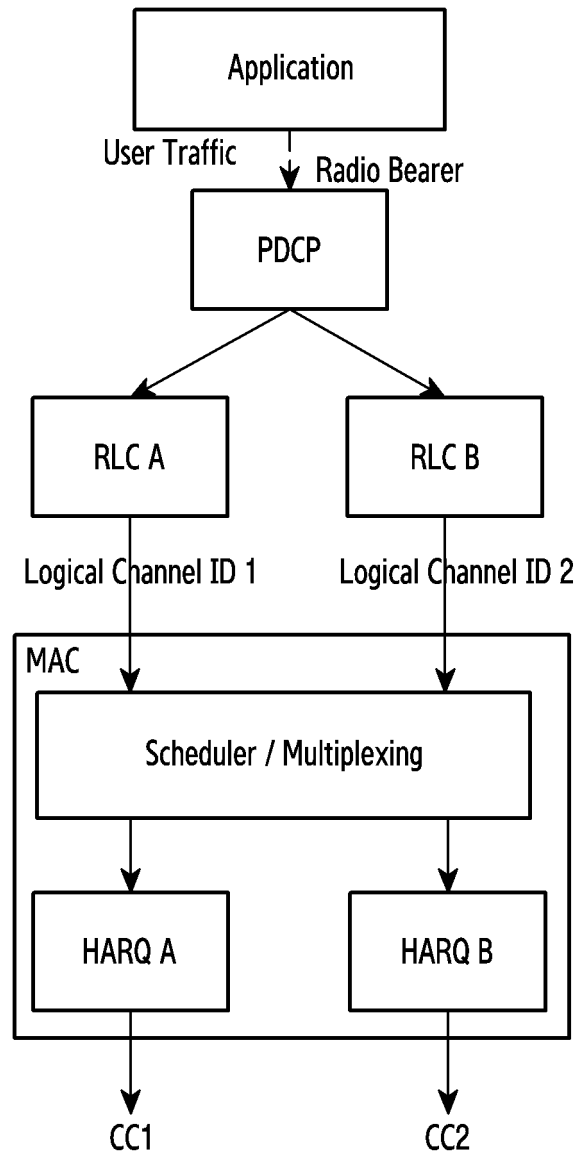 Application
User Traffic
Radio Bearer
PDCP
RLC A
RLC B
Logical Channel ID 1
Logical Channel ID 2
MAC
Scheduler / Multiplexing
HARQ A
HARQ B
CC1
CC2